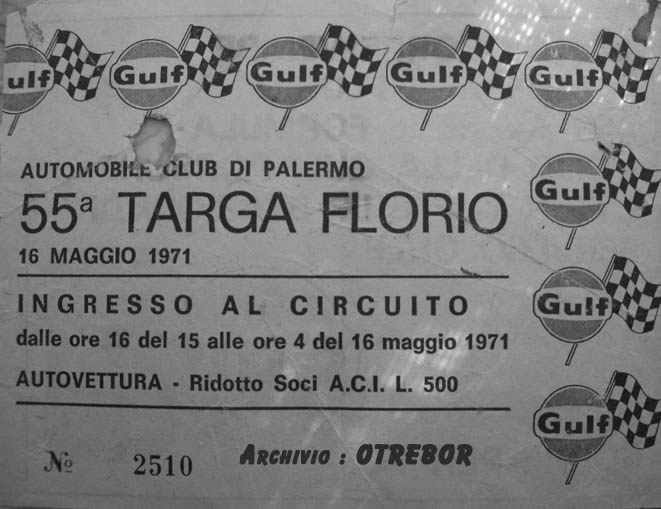 ulf Gulf Gulf Gulf Gulf
AUTOMOBILE CLUB DI PALERMO
55a TARGA FLORIO
16 MAGGIO 1971
Gulf
INGRESSO AL CIRCUITO
dalle ore 16 del 15 alle ore 4 del 16 maggio 1971
Gulf
AUTOVETTURA - Ridotto Soci A.C.I. L. 500
Gulf
No 2510
Archivio : OTREBOR